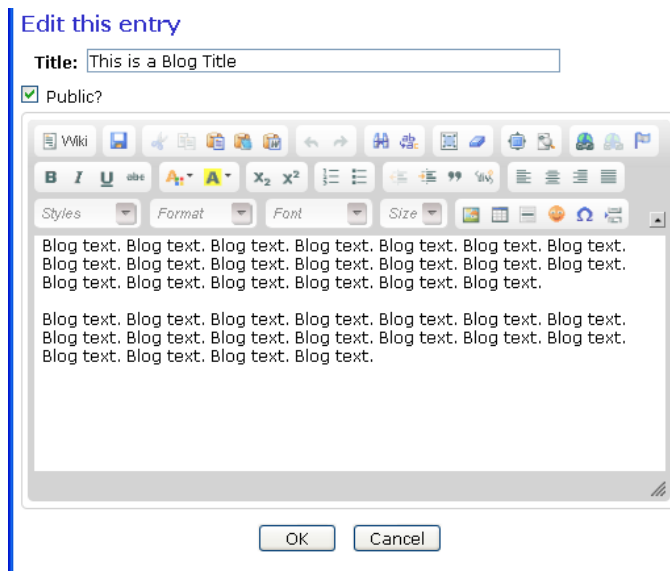 Edit this entry
Title: This is a Blog Title
Public?
Wiki
B I U abc A A X₂ X²
Styles Format Font Size Ω
Blog text. Blog text. Blog text. Blog text. Blog text. Blog text. Blog text.
Blog text. Blog text. Blog text. Blog text. Blog text. Blog text. Blog text.
Blog text. Blog text. Blog text. Blog text. Blog text. Blog text.
Blog text. Blog text. Blog text. Blog text. Blog text. Blog text. Blog text.
Blog text. Blog text. Blog text. Blog text. Blog text. Blog text. Blog text.
Blog text. Blog text. Blog text. Blog text.
OK Cancel